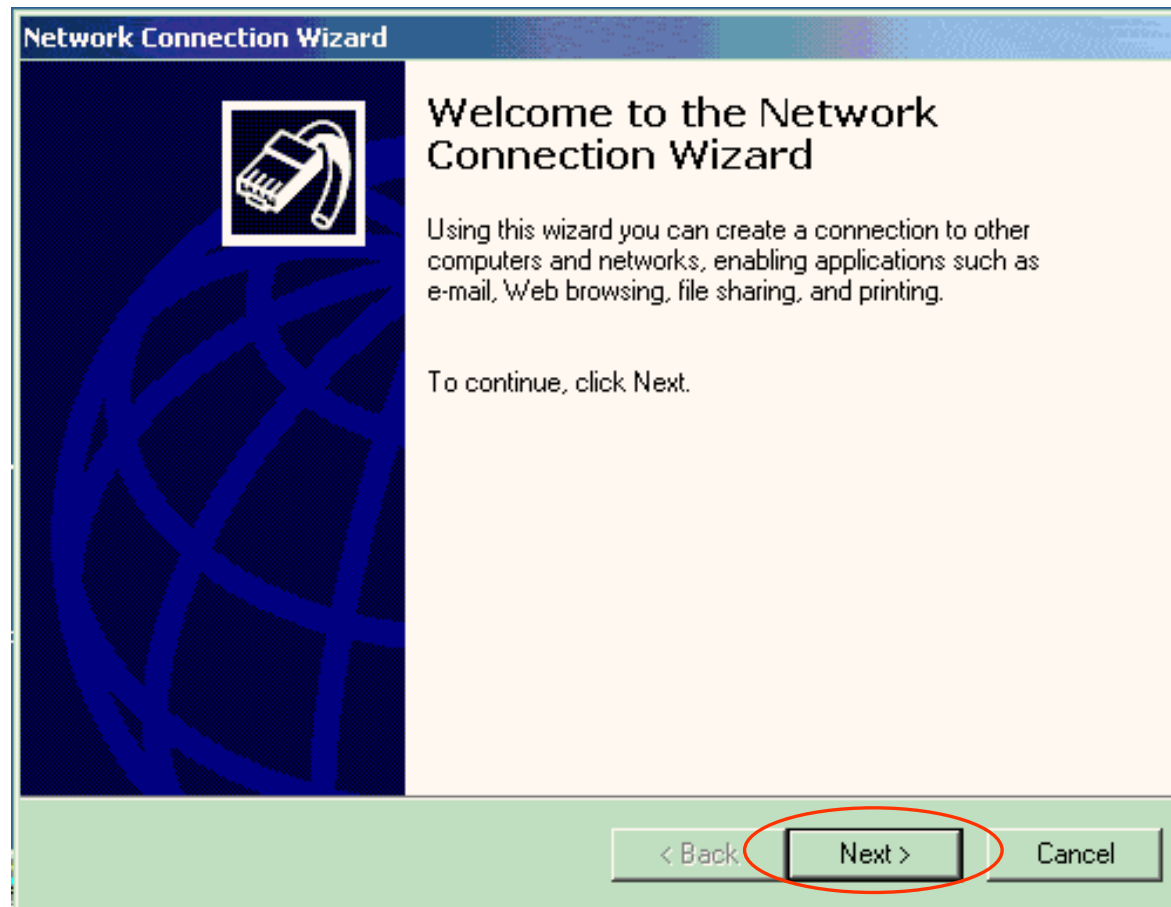 Network Connection Wizard
Welcome to the Network
Connection Wizard
Using this wizard you can create a connection to other
computers and networks, enabling applications such as
e-mail, Web browsing, file sharing, and printing.
To continue, click Next.
< Back
Next >
Cancel